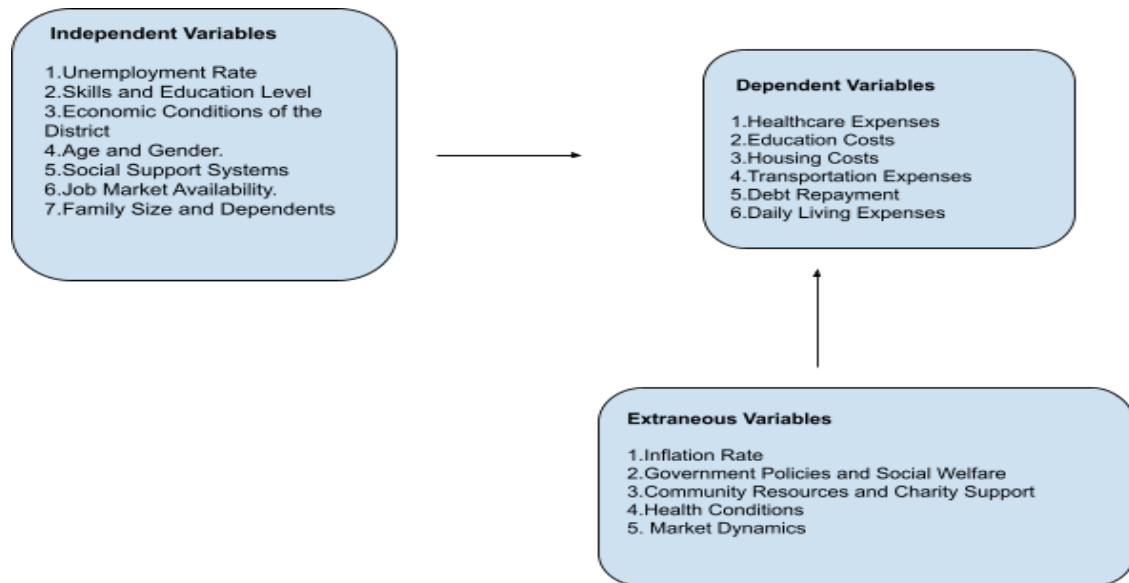 Independent Variables
1.Unemployment Rate
2.Skills and Education Level
3.Economic Conditions of the
District
4.Age and Gender.
5.Social Support Systems
6.Job Market Availability.
7.Family Size and Dependents
Dependent Variables
1.Healthcare Expenses
2.Education Costs
3.Housing Costs
4.Transportation Expenses
5.Debt Repayment
6.Daily Living Expenses
Extraneous Variables
1.Inflation Rate
2.Government Policies and Social Welfare
3.Community Resources and Charity Support
4.Health Conditions
5. Market Dynamics